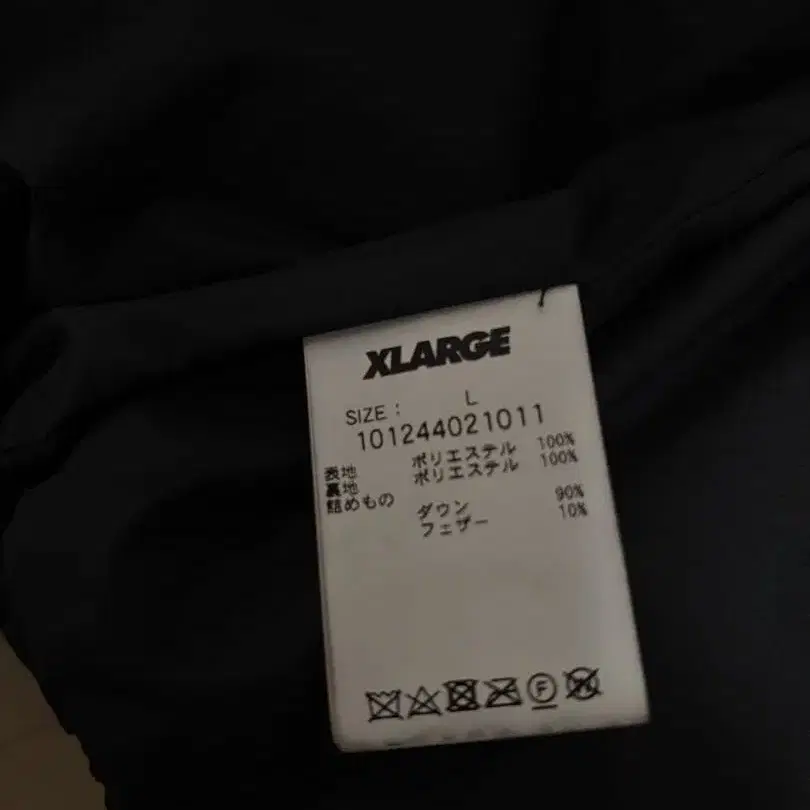 XLARGE
SIZE : L
101244021011
表地 ポリエステル 100%
裏地 ポリエステル 100%
詰めもの ダウン 90%
フェザー 10%
F